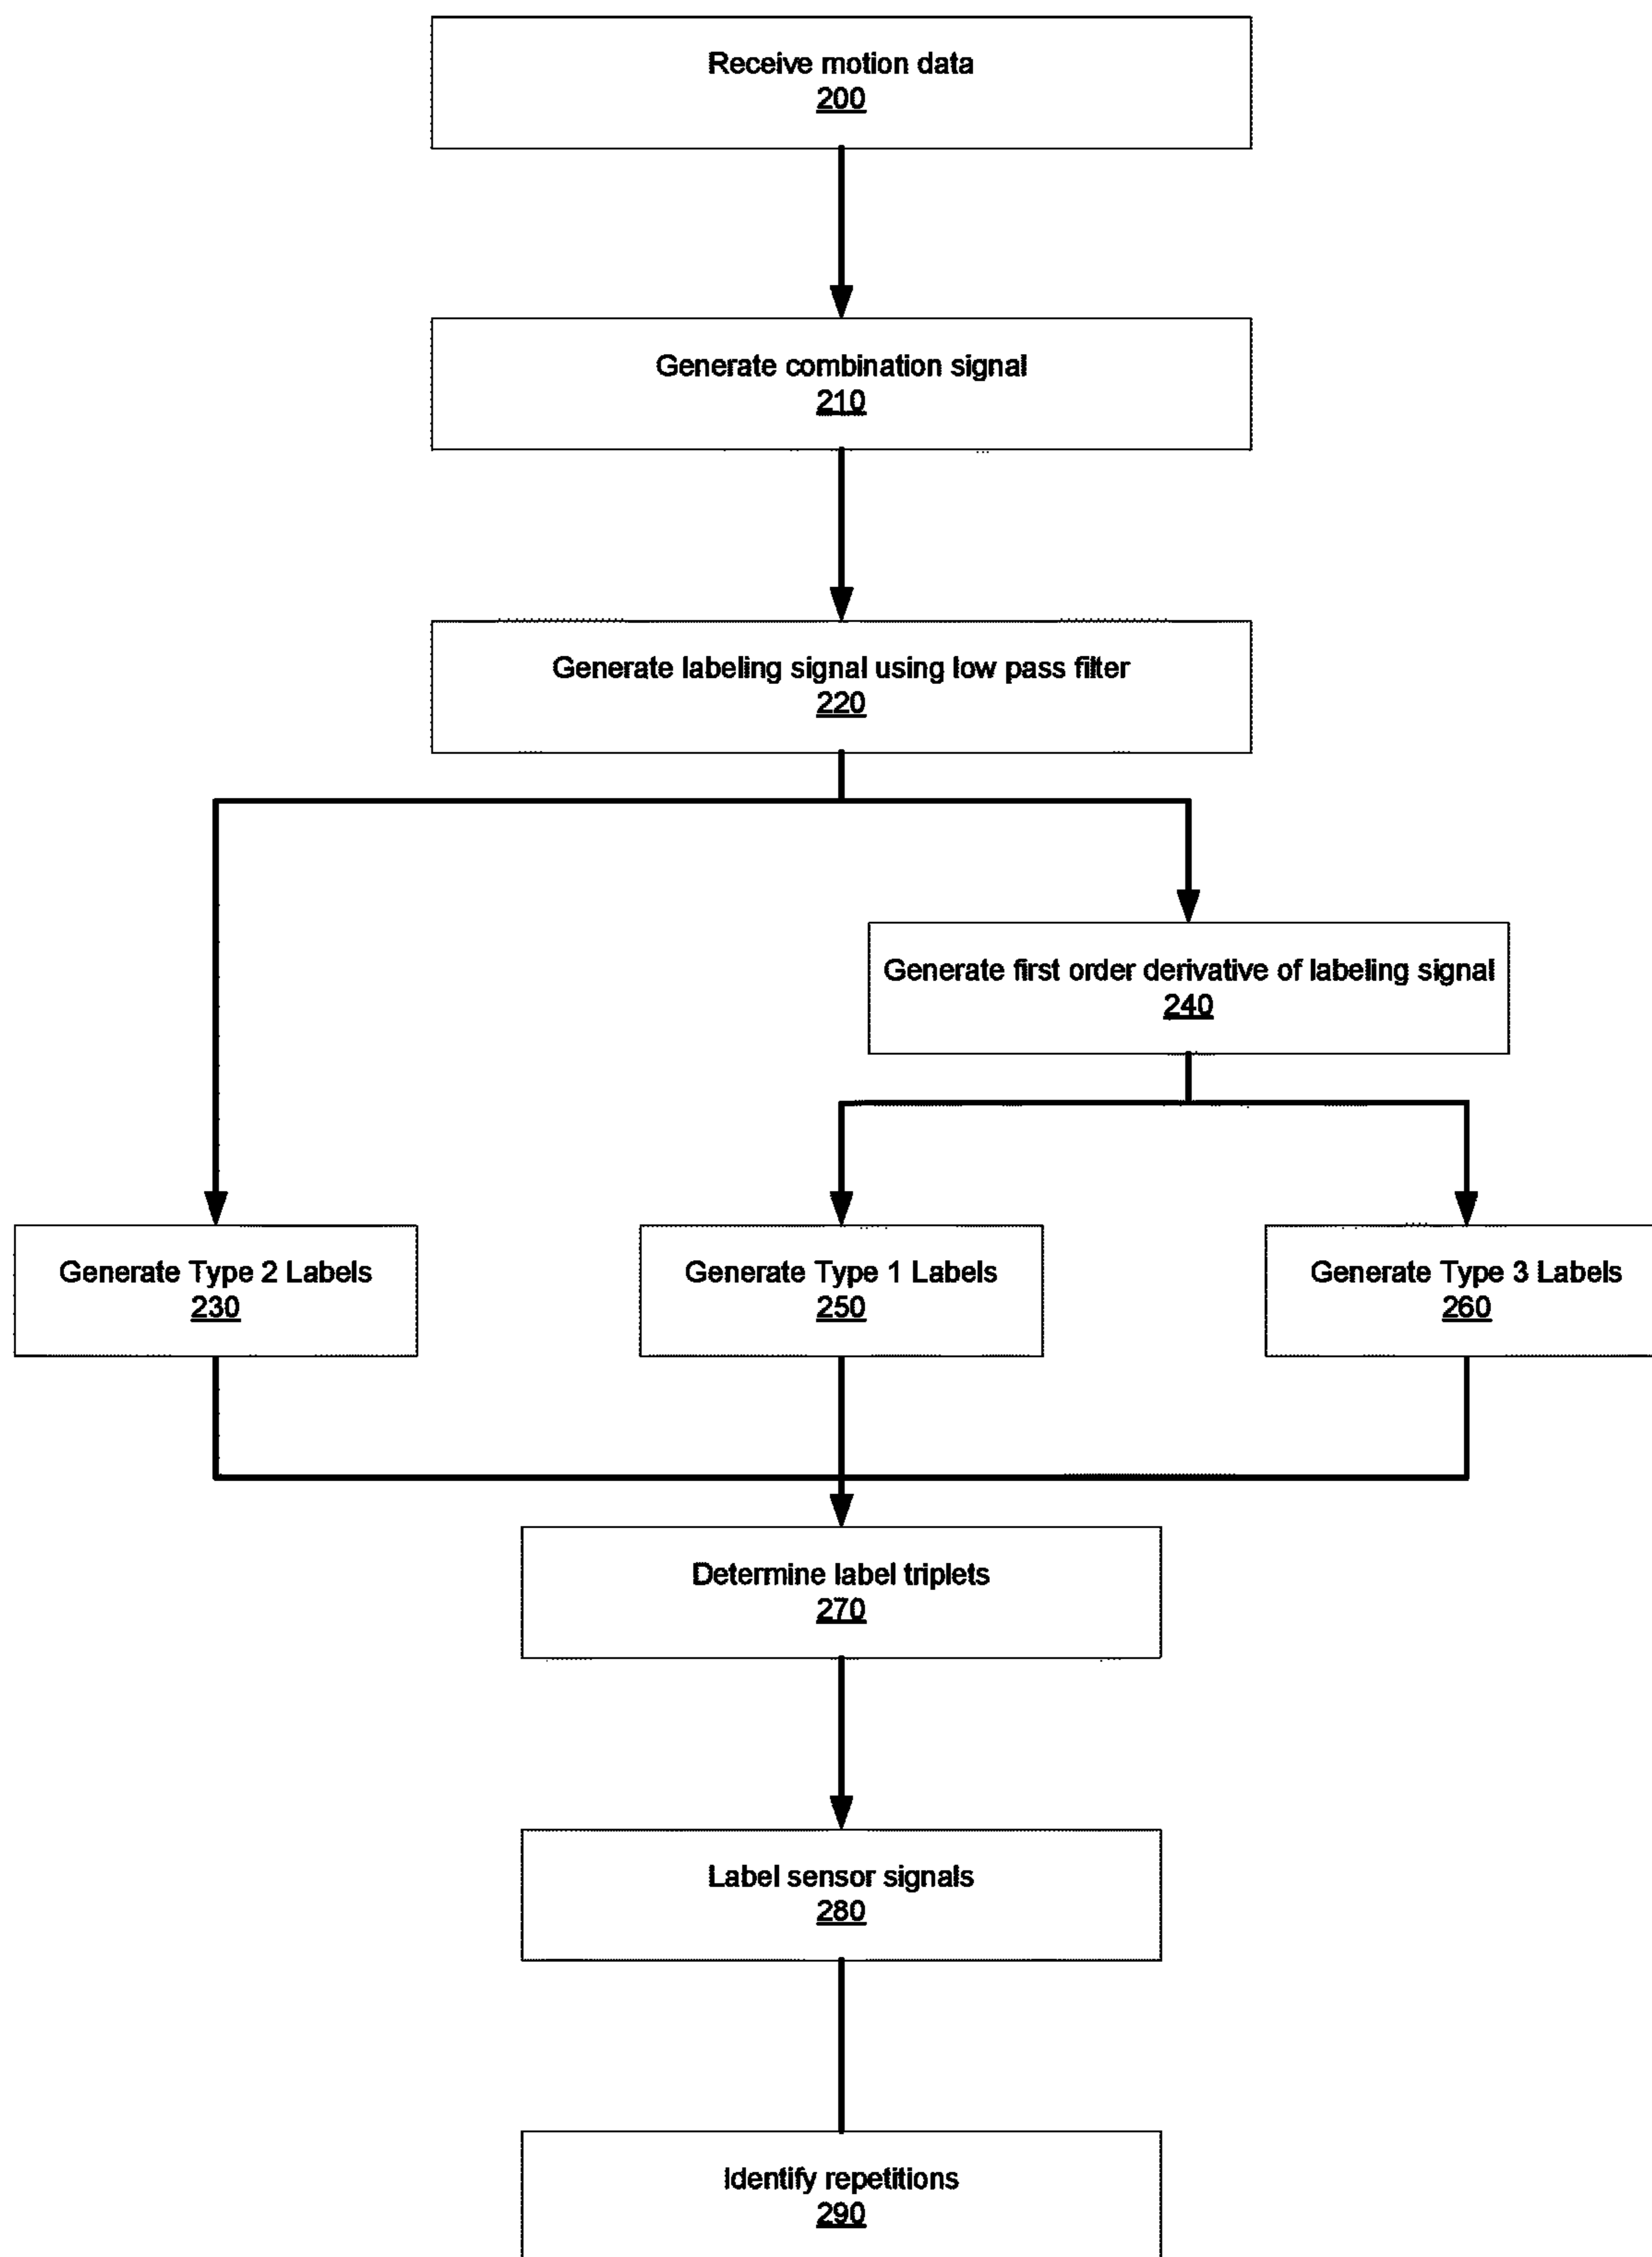 Receive motion data
200
Generate combination signal
210
Generate labeling signal using low pass filter
220
Generate first order derivative of labeling signal
240
Generate Type 2 Labels
230
Generate Type 1 Labels
250
Generate Type 3 Labels
260
Determine label triplets
270
Label sensor signals
280
Identify repetitions
290